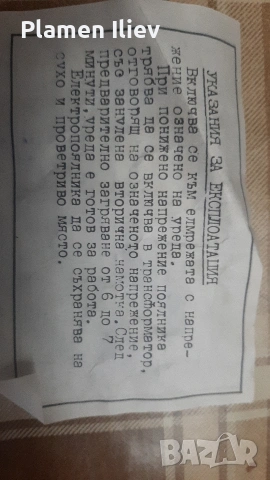 Plamen Iliev
УКАЗАНИЯ ЗА ЕКСПЛОАТАЦИЯ
Включва се към елмрежата с напре-
жение означено на уреда.
При понижено напрежение поялника
трябва да се включва в трансформатор,
отговорящ на означеното напрежение,
със занулена вторична намотка. След
предварително загряване от 6 до 7
минути, уреда е готов за работа.
Електропоялника да се съхранява на
сухо и проветриво място.
BAZAR
bg